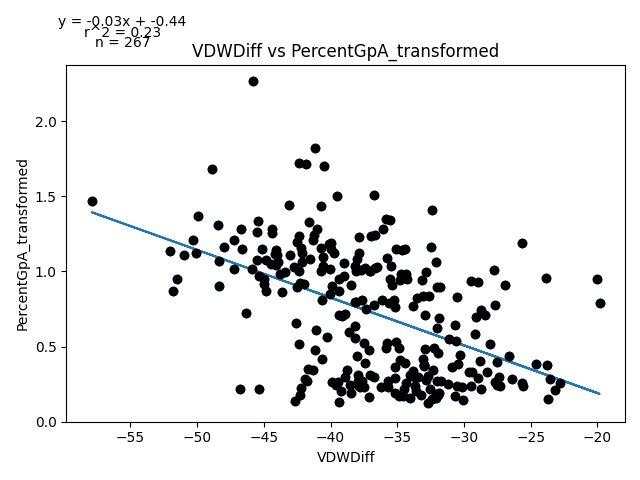 y = -0.03x + -0.44
r^2 = 0.23
n = 267
VDWDiff vs PercentGpA_transformed
PercentGpA_transformed
2.0
1.5
1.0
0.5
0.0
−55
−50
−45
−40
−35
−30
−25
−20
VDWDiff